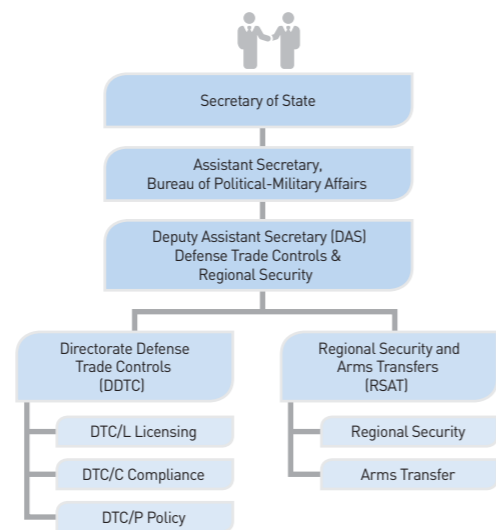 Secretary of State
Assistant Secretary,
Bureau of Political-Military Affairs
Deputy Assistant Secretary (DAS)
Defense Trade Controls &
Regional Security
Directorate Defense
Trade Controls
(DDTC)
DTC/L Licensing
DTC/C Compliance
DTC/P Policy
Regional Security and
Arms Transfers
(RSAT)
Regional Security
Arms Transfer